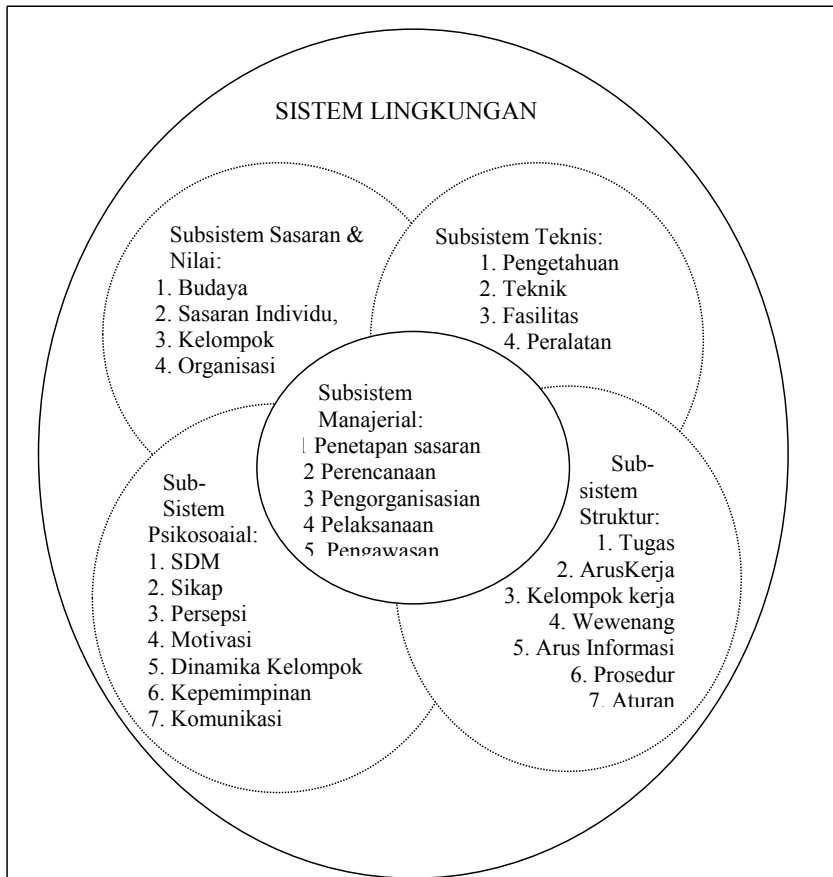 SISTEM LINGKUNGAN
Subsistem Sasaran &
Nilai:
1. Budaya
2. Sasaran Individu,
3. Kelompok
4. Organisasi
Subsistem Teknis:
1. Pengetahuan
2. Teknik
3. Fasilitas
4. Peralatan
Subsistem
Manajerial:
1 Penetapan sasaran
2 Perencanaan
3 Pengorganisasian
4 Pelaksanaan
5. Pengawasan
Sub-
Sistem
Psikosoaial:
1. SDM
2. Sikap
3. Persepsi
4. Motivasi
5. Dinamika Kelompok
6. Kepemimpinan
7. Komunikasi
Sub-
sistem
Struktur:
1. Tugas
2. ArusKerja
3. Kelompok kerja
4. Wewenang
5. Arus Informasi
6. Prosedur
7. Aturan